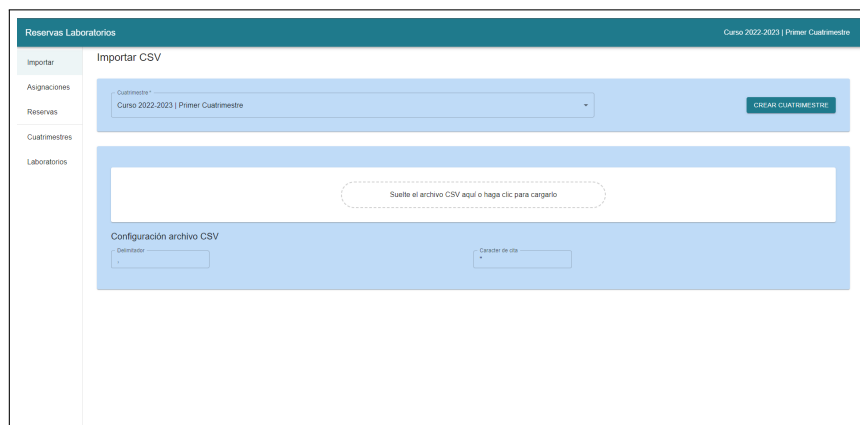 Reservas Laboratorios
Curso 2022-2023 | Primer Cuatrimestre
Importar
Asignaciones
Reservas
Cuatrimestres
Laboratorios
Importar CSV
Cuatrimestre *
Curso 2022-2023 | Primer Cuatrimestre
CREAR CUATRIMESTRE
Suelte el archivo CSV aquí o haga clic para cargarlo
Configuración archivo CSV
Delimitador
Caracter de cita